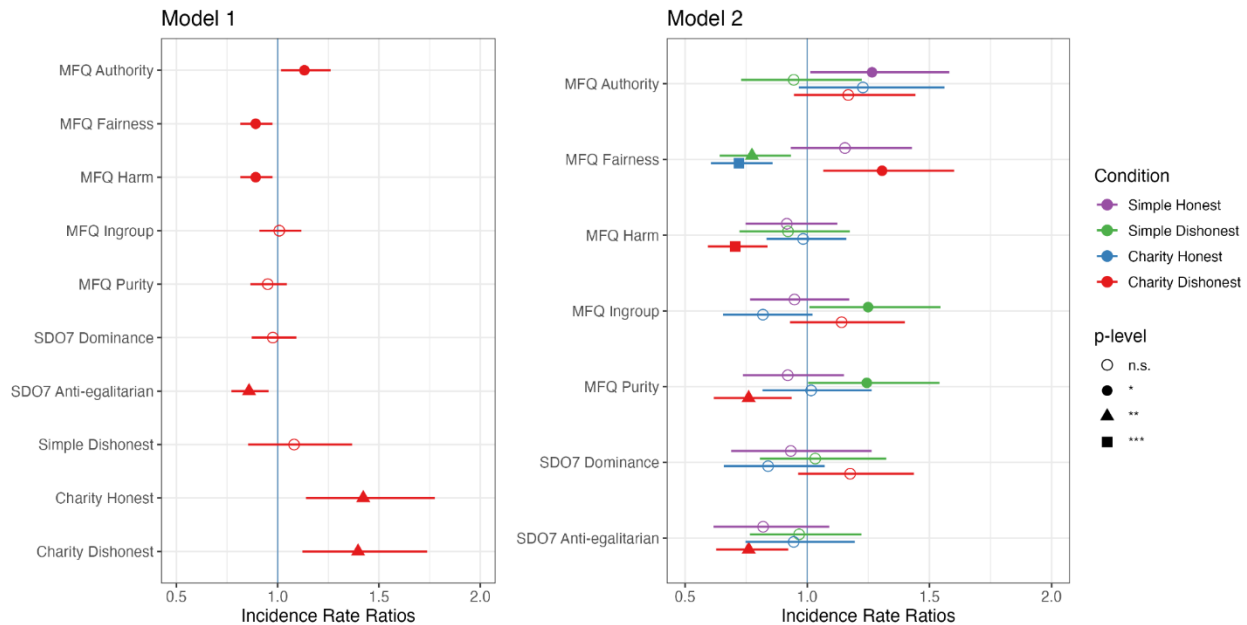 Model 1
MFQ Authority
MFQ Fairness
MFQ Harm
MFQ Ingroup
MFQ Purity
SDO7 Dominance
SDO7 Anti-egalitarian
Simple Dishonest
Charity Honest
Charity Dishonest
0.5 1.0 1.5 2.0
Incidence Rate Ratios
Model 2
MFQ Authority
MFQ Fairness
MFQ Harm
MFQ Ingroup
MFQ Purity
SDO7 Dominance
SDO7 Anti-egalitarian
0.5 1.0 1.5 2.0
Incidence Rate Ratios
Condition
Simple Honest
Simple Dishonest
Charity Honest
Charity Dishonest
p-level
n.s.
*
**
***